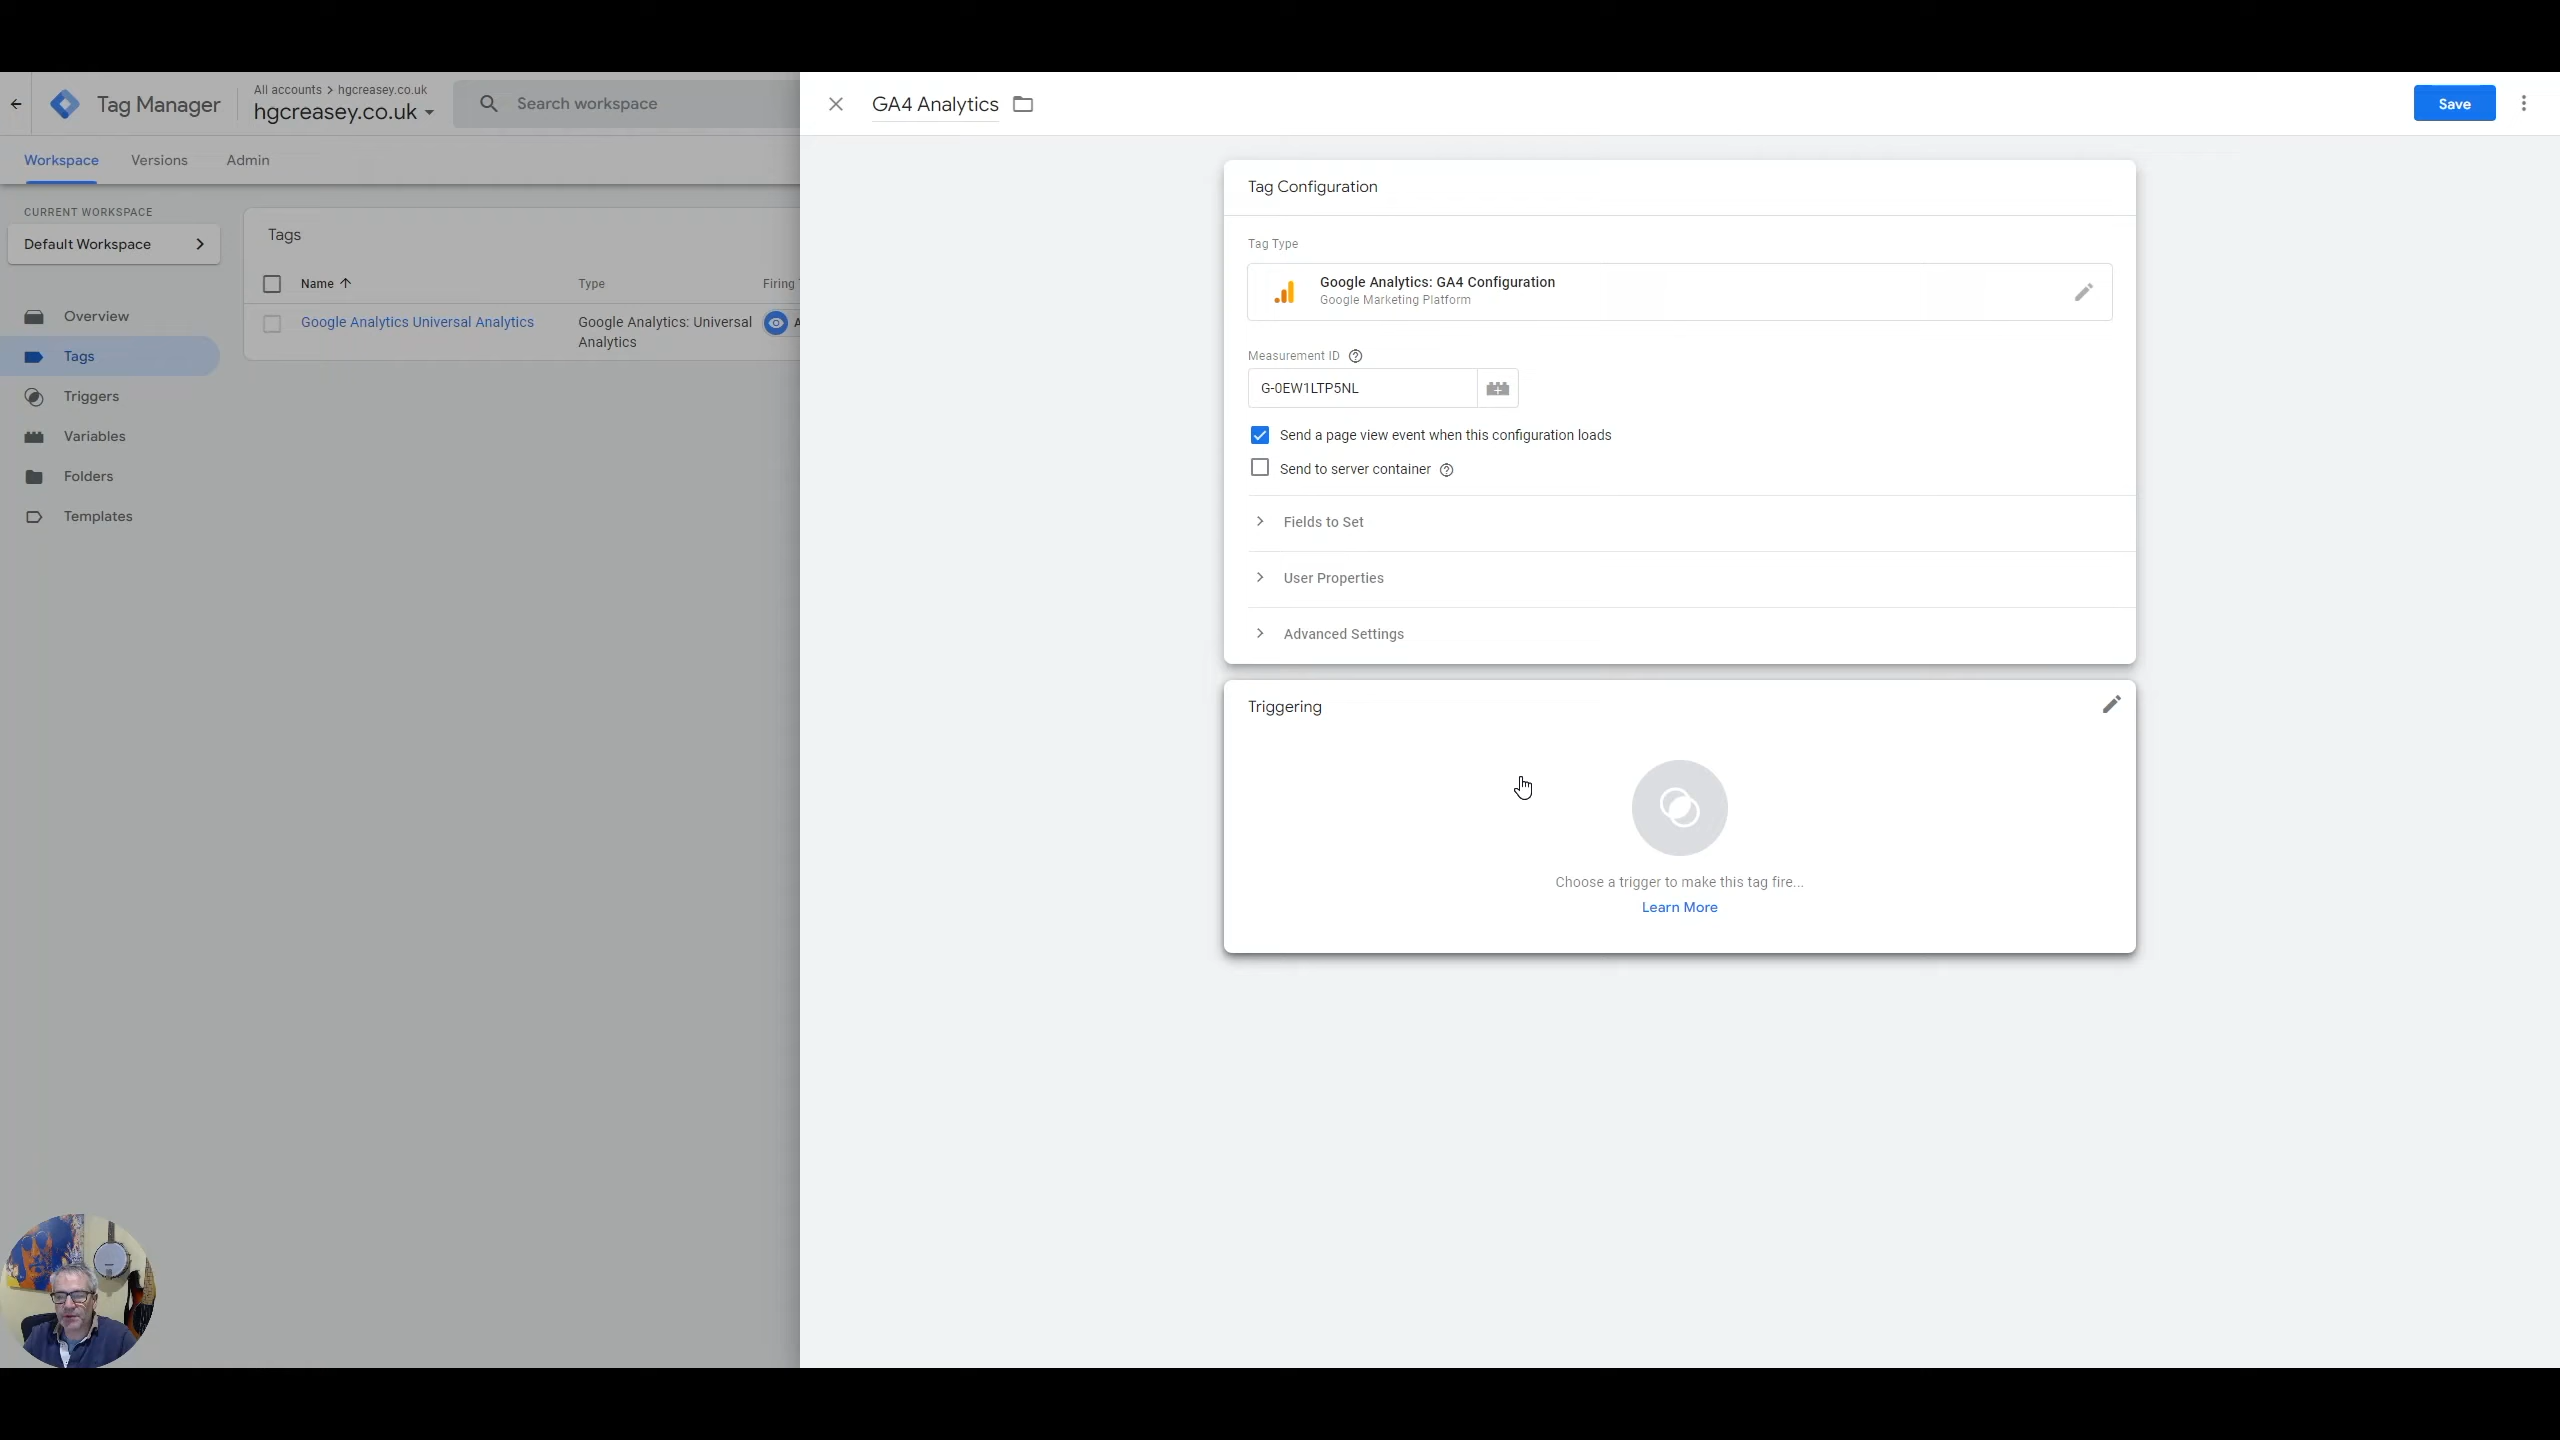 Tag Manager
All accounts > hgcreasey.co.uk
hgcreasey.co.uk
Search workspace
Workspace
Versions
Admin
CURRENT WORKSPACE
Default Workspace
Overview
Tags
Triggers
Variables
Folders
Templates
Tags
Name
Type
Firing
Google Analytics Universal Analytics
Google Analytics: Universal
Analytics
A
GA4 Analytics
Save
Tag Configuration
Tag Type
Google Analytics: GA4 Configuration
Google Marketing Platform
Measurement ID
G-0EW1LTP5NL
Send a page view event when this configuration loads
Send to server container
Fields to Set
User Properties
Advanced Settings
Triggering
Choose a trigger to make this tag fire...
Learn More